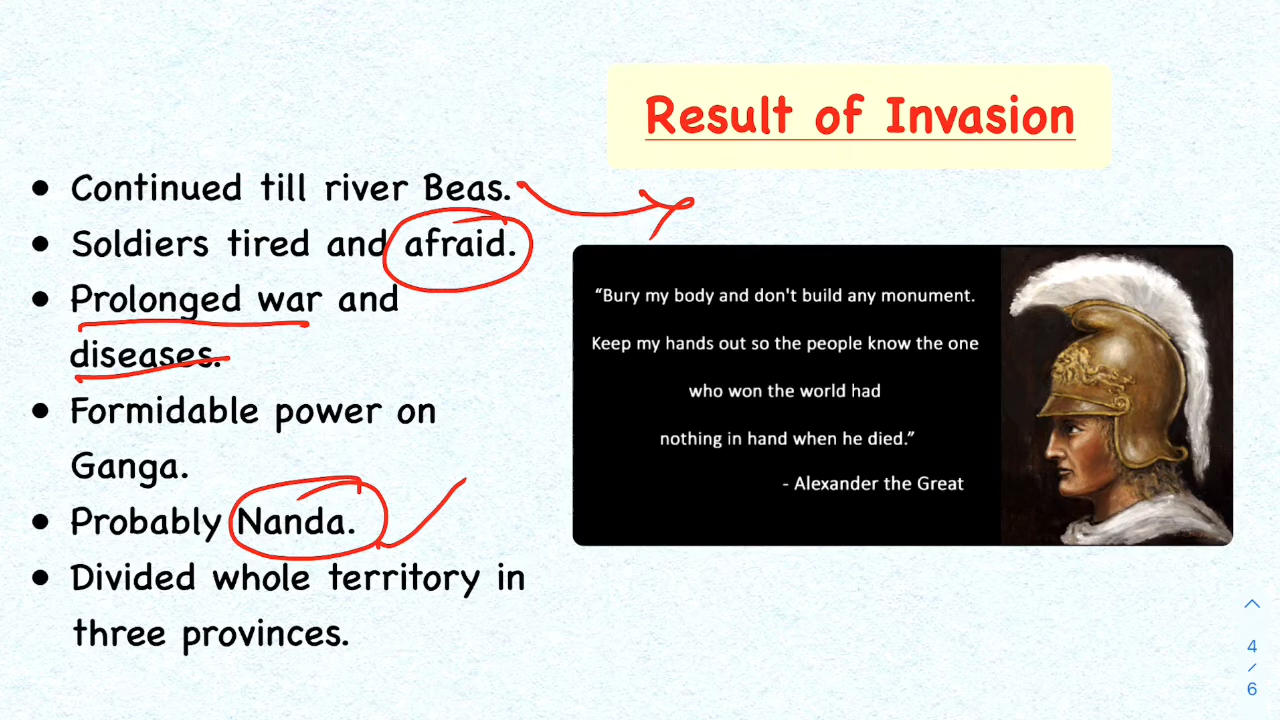 Result of Invasion
• Continued till river Beas.
• Soldiers tired and afraid.
• Prolonged war and
diseases.
• Formidable power on
Ganga.
• Probably Nanda.
• Divided whole territory in
three provinces.
“Bury my body and don't build any monument.
Keep my hands out so the people know the one
who won the world had
nothing in hand when he died.”
- Alexander the Great
4
/
6